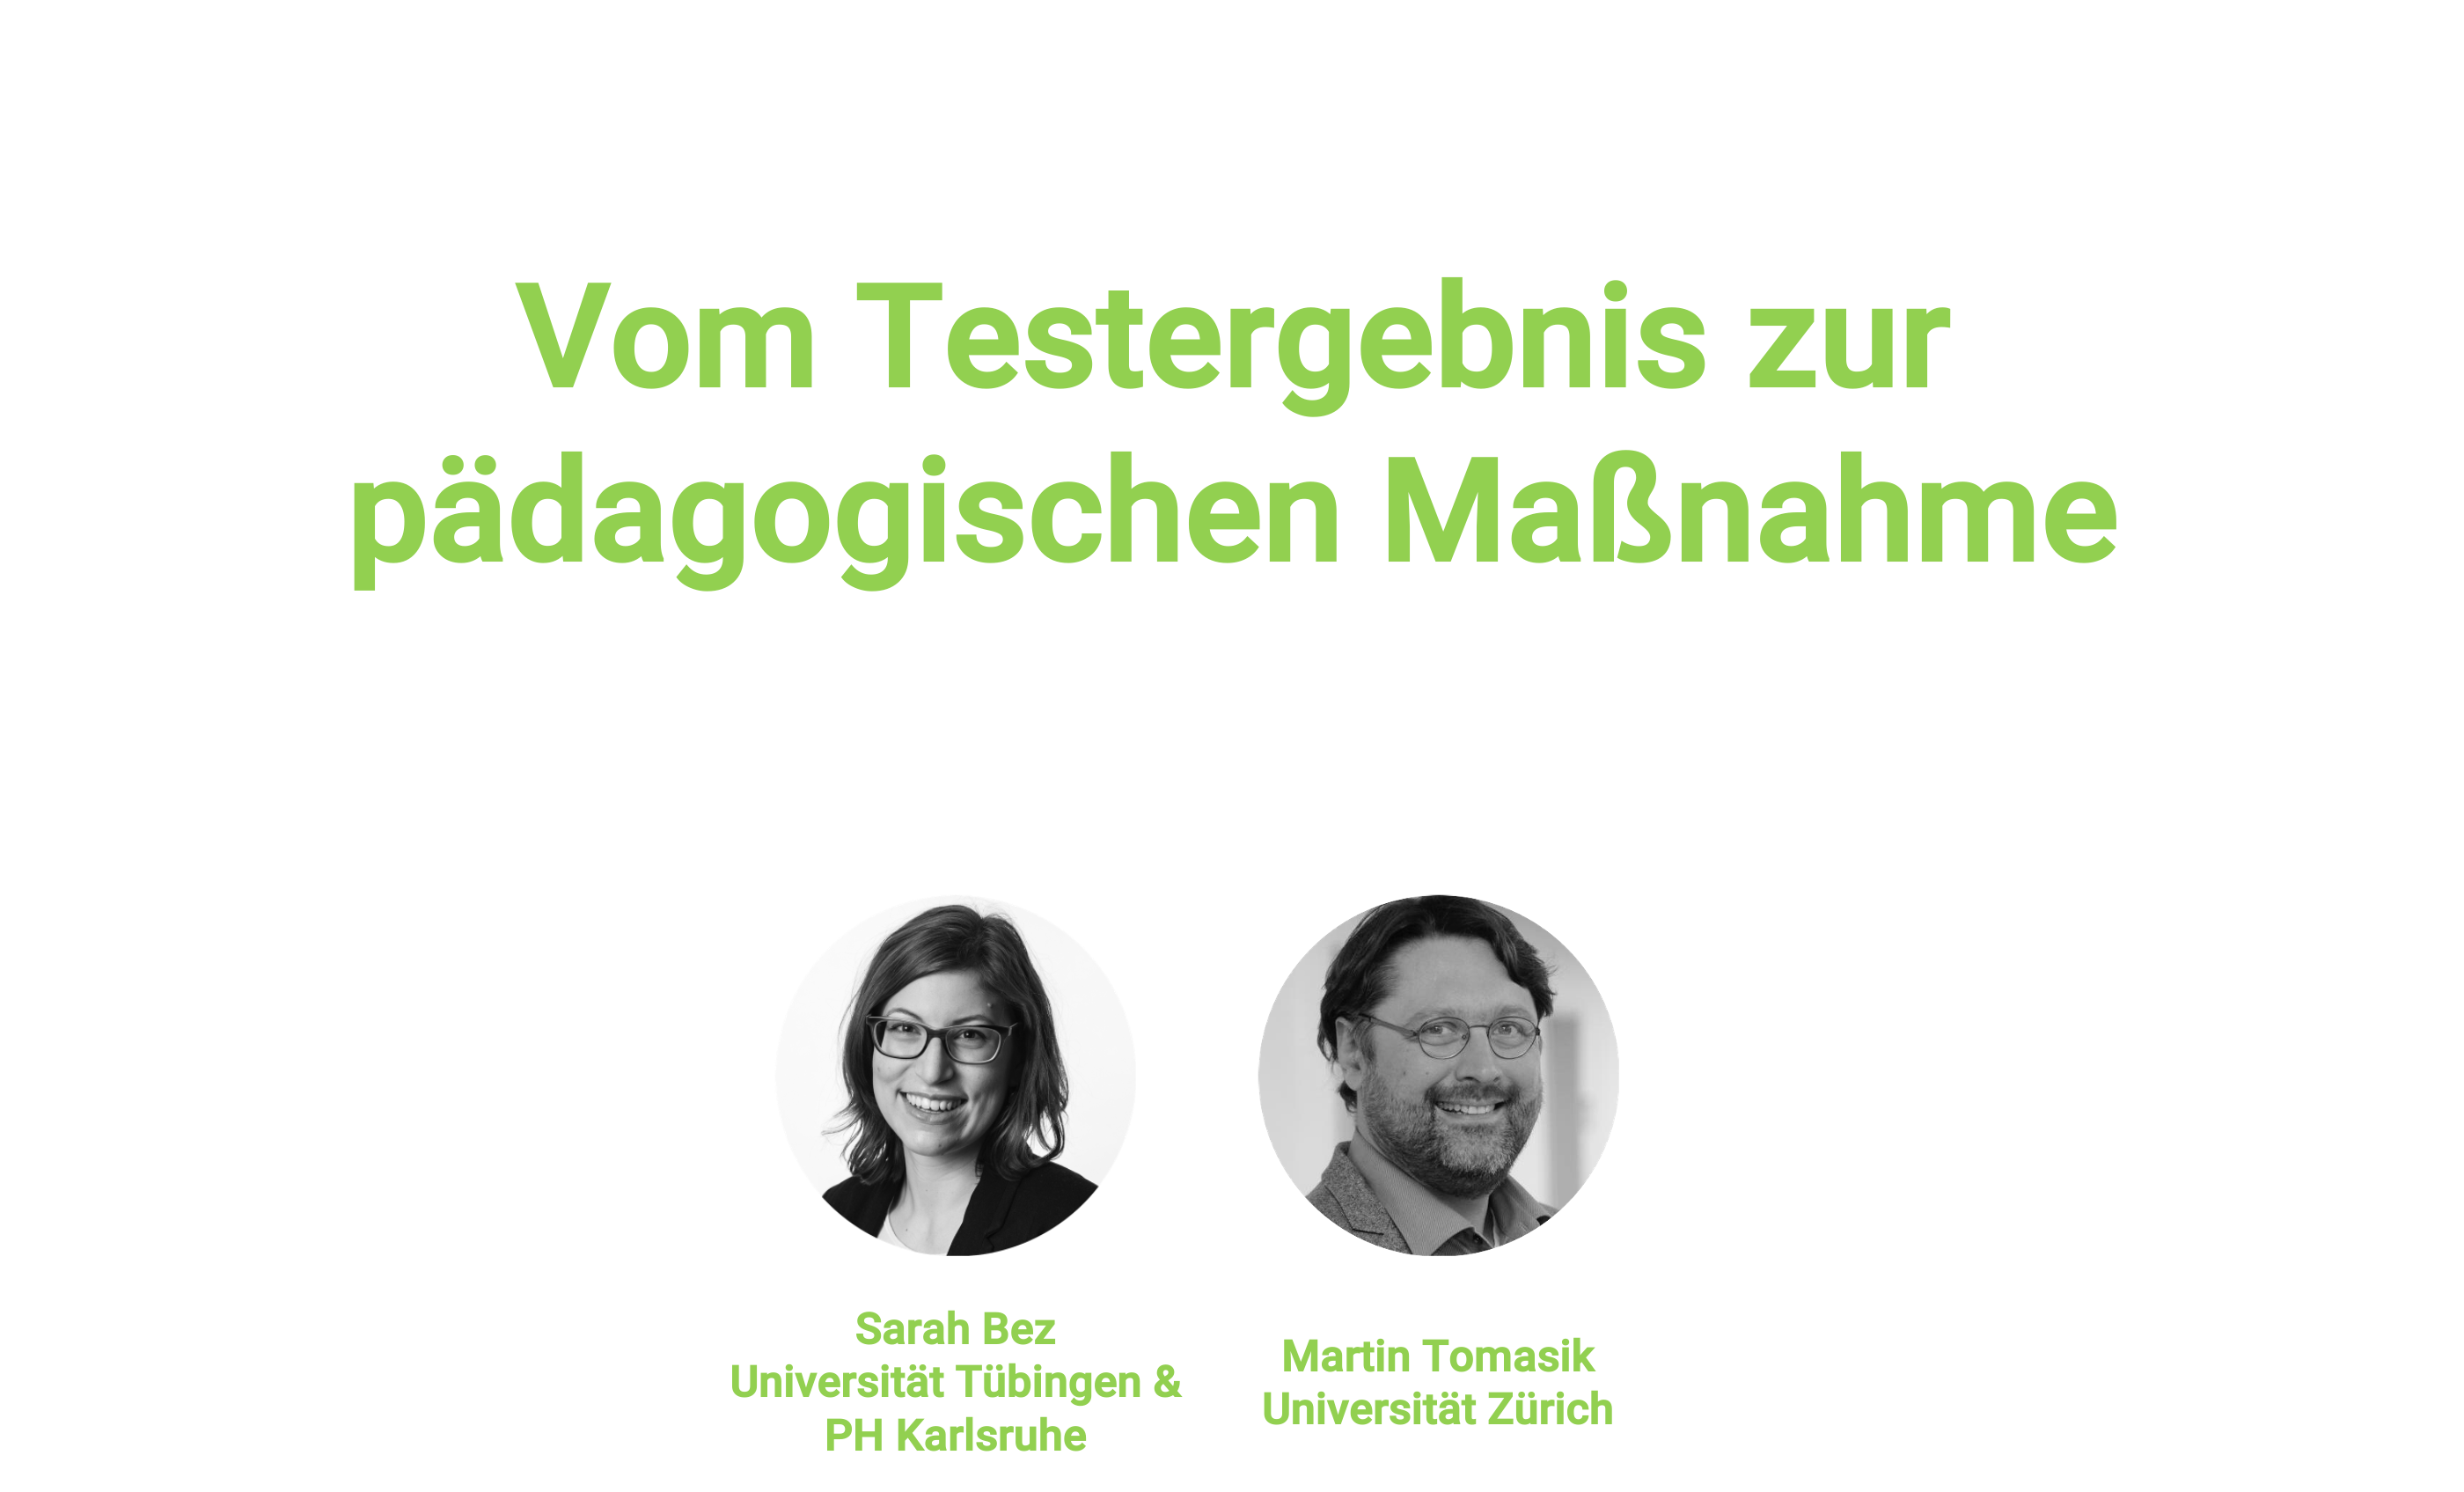 Vom Testergebnis zur
pädagogischen Maßnahme
Sarah Bez
Universität Tübingen &
PH Karlsruhe
Martin Tomasik
Universität Zürich